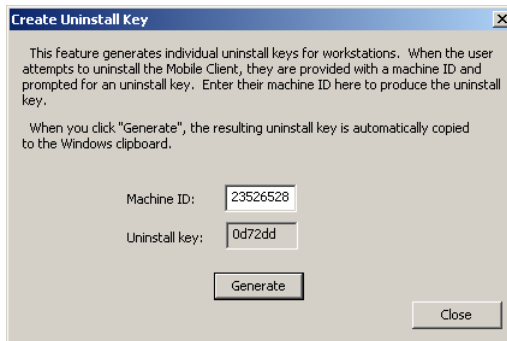 Create Uninstall Key
This feature generates individual uninstall keys for workstations. When the user
attempts to uninstall the Mobile Client, they are provided with a machine ID and
prompted for an uninstall key. Enter their machine ID here to produce the uninstall
key.
When you click "Generate", the resulting uninstall key is automatically copied
to the Windows clipboard.
Machine ID: 23526528
Uninstall key: 0d72dd
Generate
Close